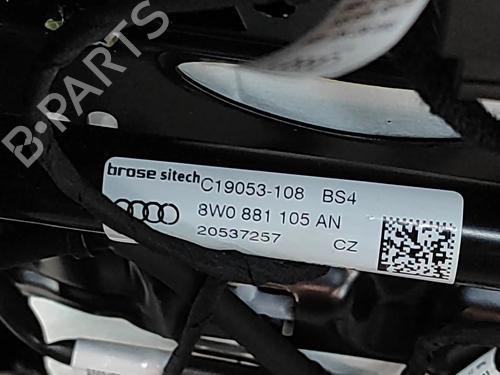 B-PARTS
brose sitech C19053-108 BS4
8W0 881 105 AN
20537257 CZ